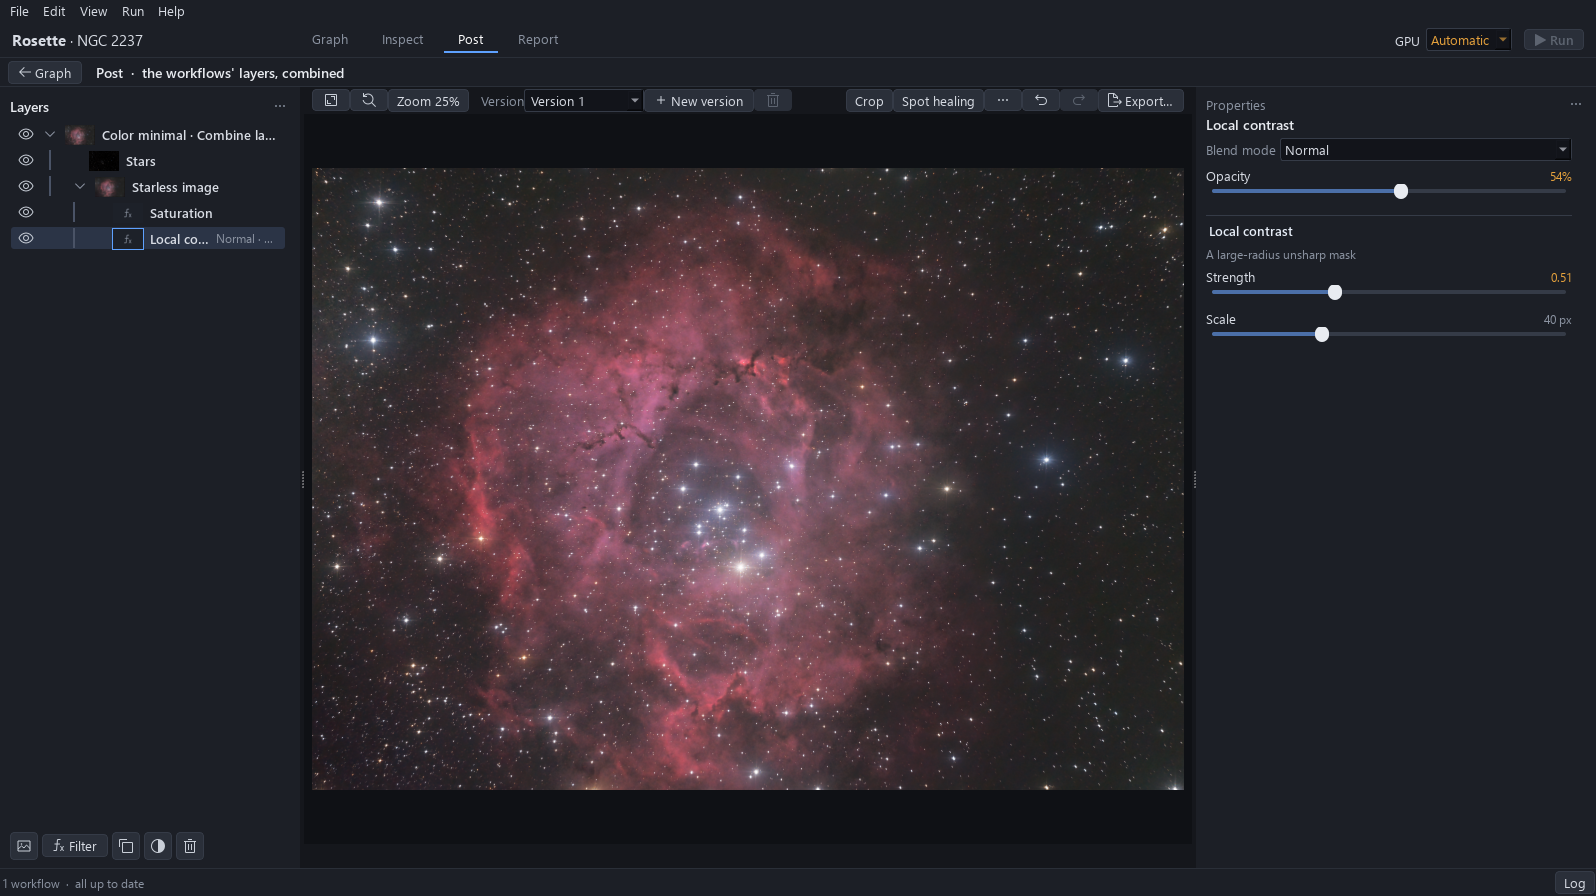 File Edit View Run Help
Rosette · NGC 2237
Graph Inspect Post Report
GPU Automatic Run
Graph
Post · the workflows' layers, combined
Layers ...
Color minimal · Combine la...
Stars
Starless image
fx Saturation
fx Local co... Normal · ...
fx Filter
Zoom 25% Version Version 1 + New version
Crop Spot healing ... Export...
Properties ...
Local contrast
Blend mode Normal
Opacity 54%
Local contrast
A large-radius unsharp mask
Strength 0.51
Scale 40 px
1 workflow · all up to date
Log